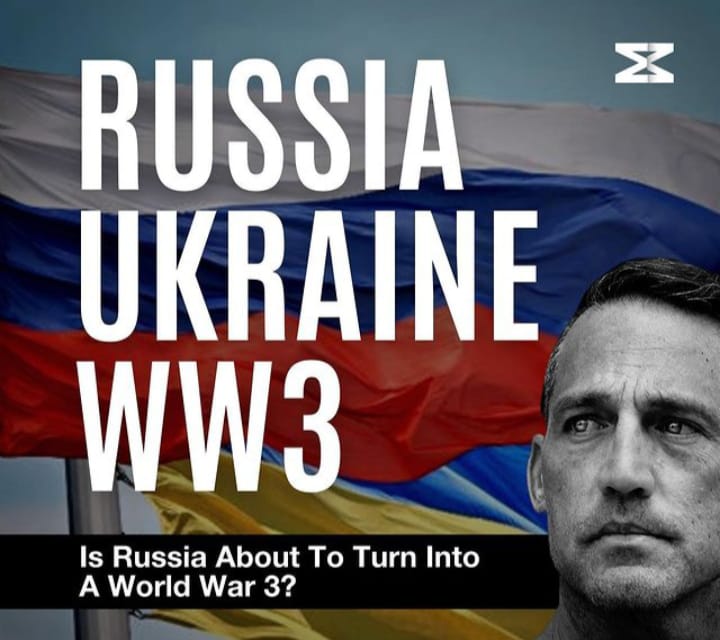 RUSSIA
UKRAINE
WW3
Is Russia About To Turn Into
A World War 3?